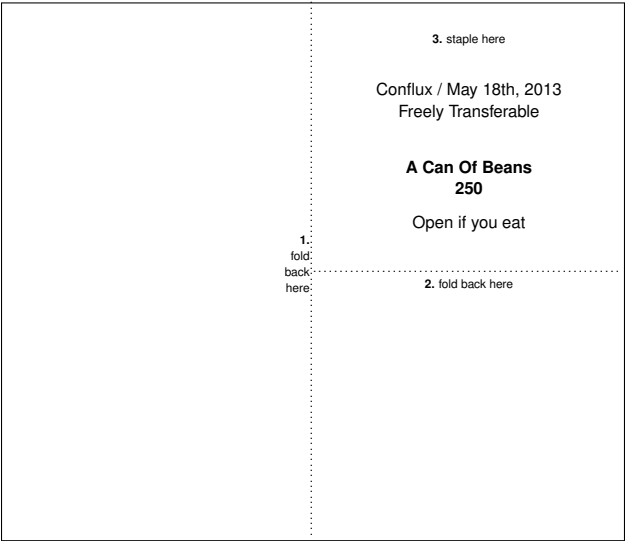 3. staple here
Conflux / May 18th, 2013
Freely Transferable
A Can Of Beans
250
Open if you eat
1.
fold
back
here
2. fold back here